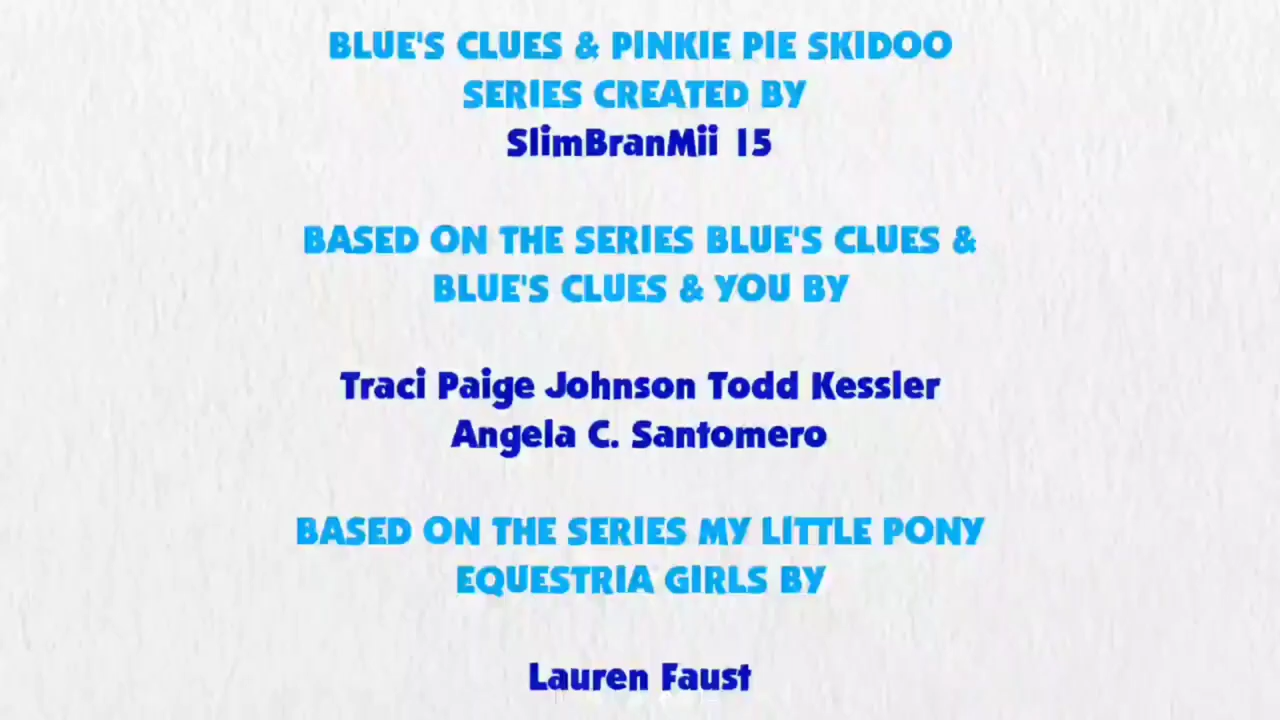 BLUE'S CLUES & PINKIE PIE SKIDOO
SERIES CREATED BY
SlimBranMii 15
BASED ON THE SERIES BLUE'S CLUES &
BLUE'S CLUES & YOU BY
Traci Paige Johnson Todd Kessler
Angela C. Santomero
BASED ON THE SERIES MY LITTLE PONY
EQUESTRIA GIRLS BY
Lauren Faust